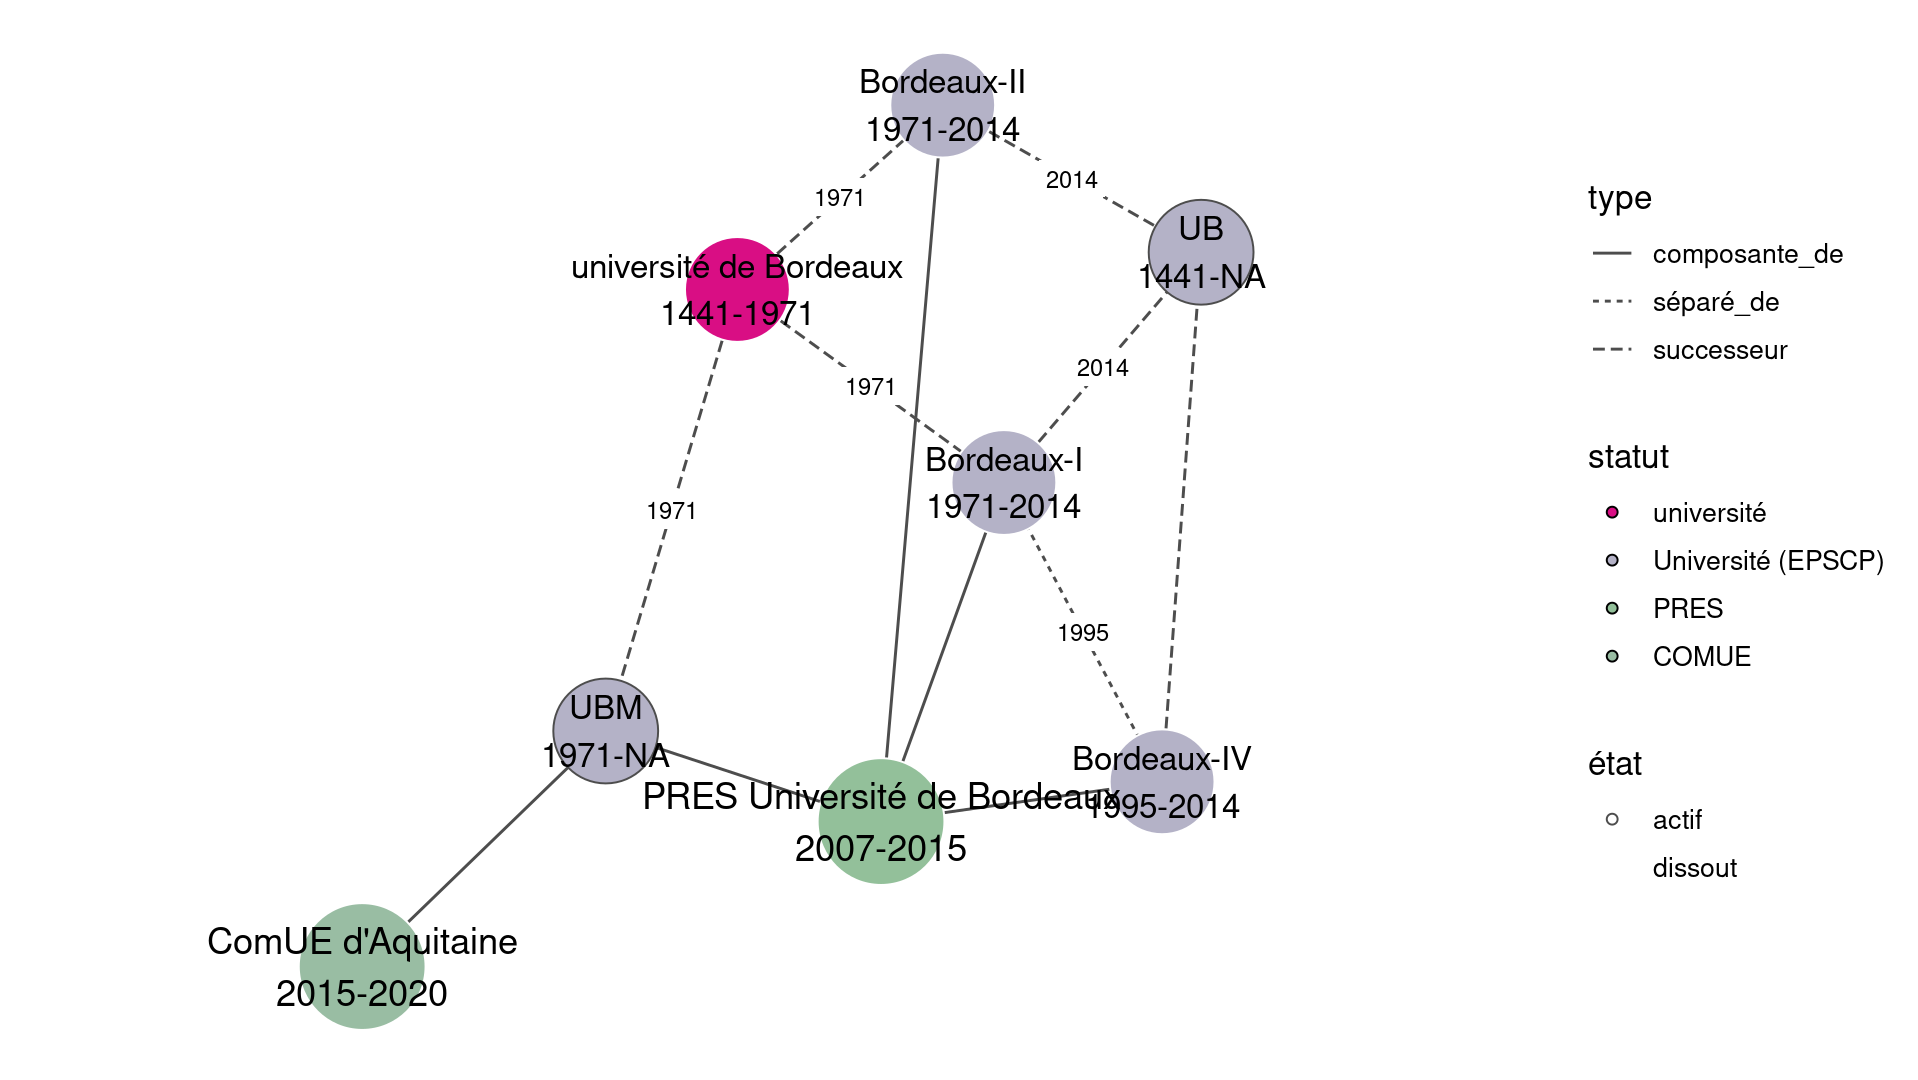 Bordeaux-II
1971-2014
2014
1971
UB
1441-NA
université de Bordeaux
1441-1971
2014
1971
Bordeaux-I
1971-2014
1971
1995
UBM
1971-NA
Bordeaux-IV
1995-2014
PRES Université de Bordeaux
2007-2015
ComUE d'Aquitaine
2015-2020
type
composante_de
séparé_de
successeur
statut
université
Université (EPSCP)
PRES
COMUE
état
actif
dissout